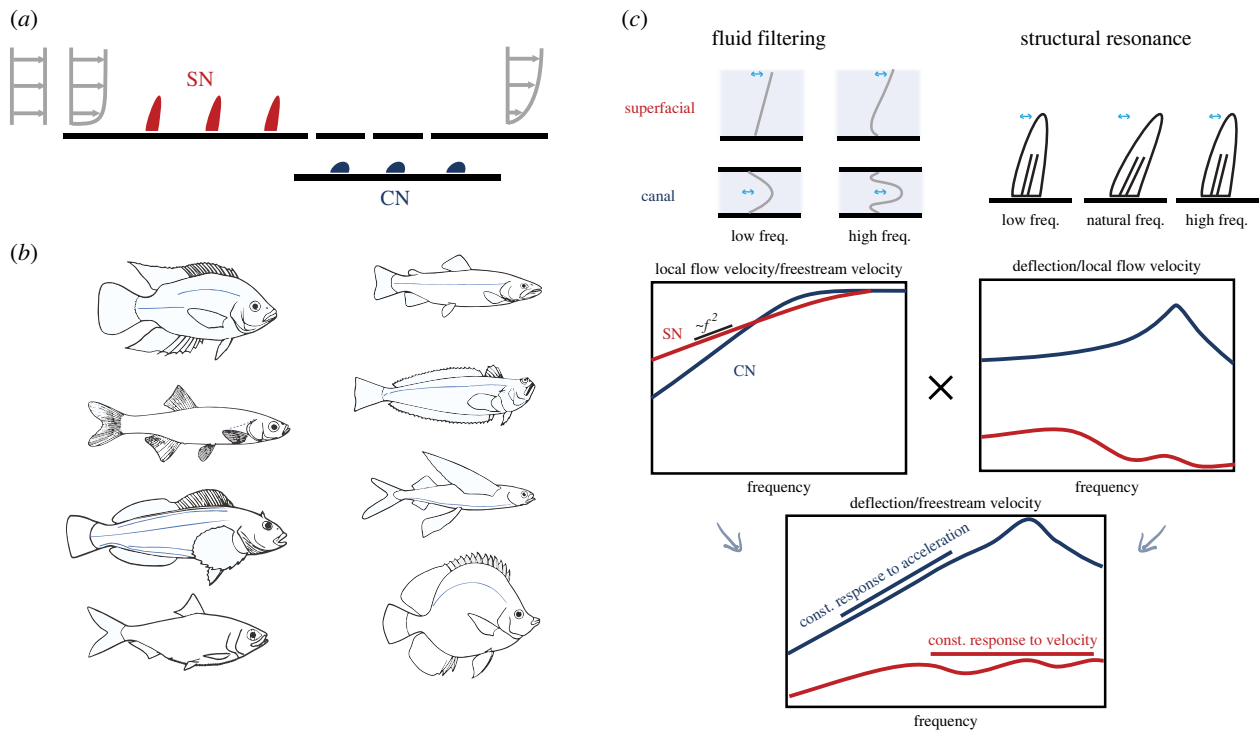 (a)
SN
CN
(b)
(c)
fluid filtering
structural resonance
superfacial
canal
low freq.
high freq.
low freq.
natural freq.
high freq.
local flow velocity/freestream velocity
SN
~f²
CN
frequency
×
deflection/local flow velocity
frequency
deflection/freestream velocity
const. response to acceleration
const. response to velocity
frequency